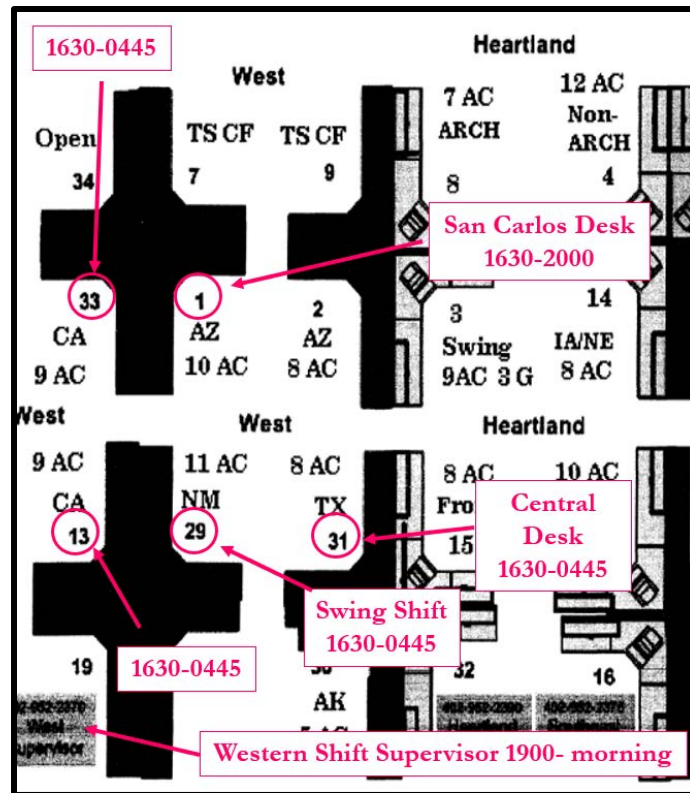 1630-0445
Heartland
West
7 AC
ARCH
12 AC
Non-
ARCH
Open
34
TS CF
7
TS CF
9
8
4
San Carlos Desk
1630-2000
33
CA
9 AC
1
AZ
10 AC
2
AZ
8 AC
3
Swing
9AC 3 G
14
IA/NE
8 AC
West
West
Heartland
9 AC
CA
13
11 AC
NM
29
8 AC
TX
31
8 AC
Fro
15
10 AC
Central
Desk
1630-0445
Swing Shift
1630-0445
1630-0445
19
32
16
AK
West
Supervisor
Western Shift Supervisor 1900- morning